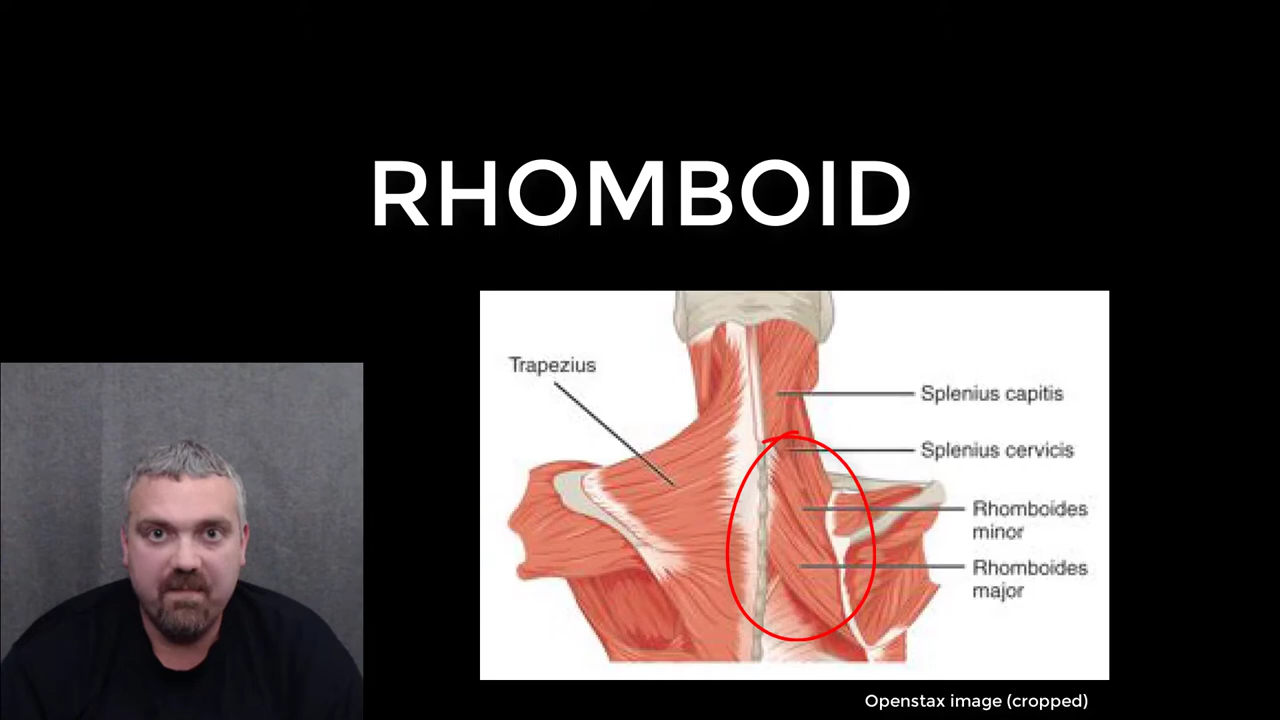 RHOMBOID
Trapezius
Splenius capitis
Splenius cervicis
Rhomboides
minor
Rhomboides
major
Openstax image (cropped)